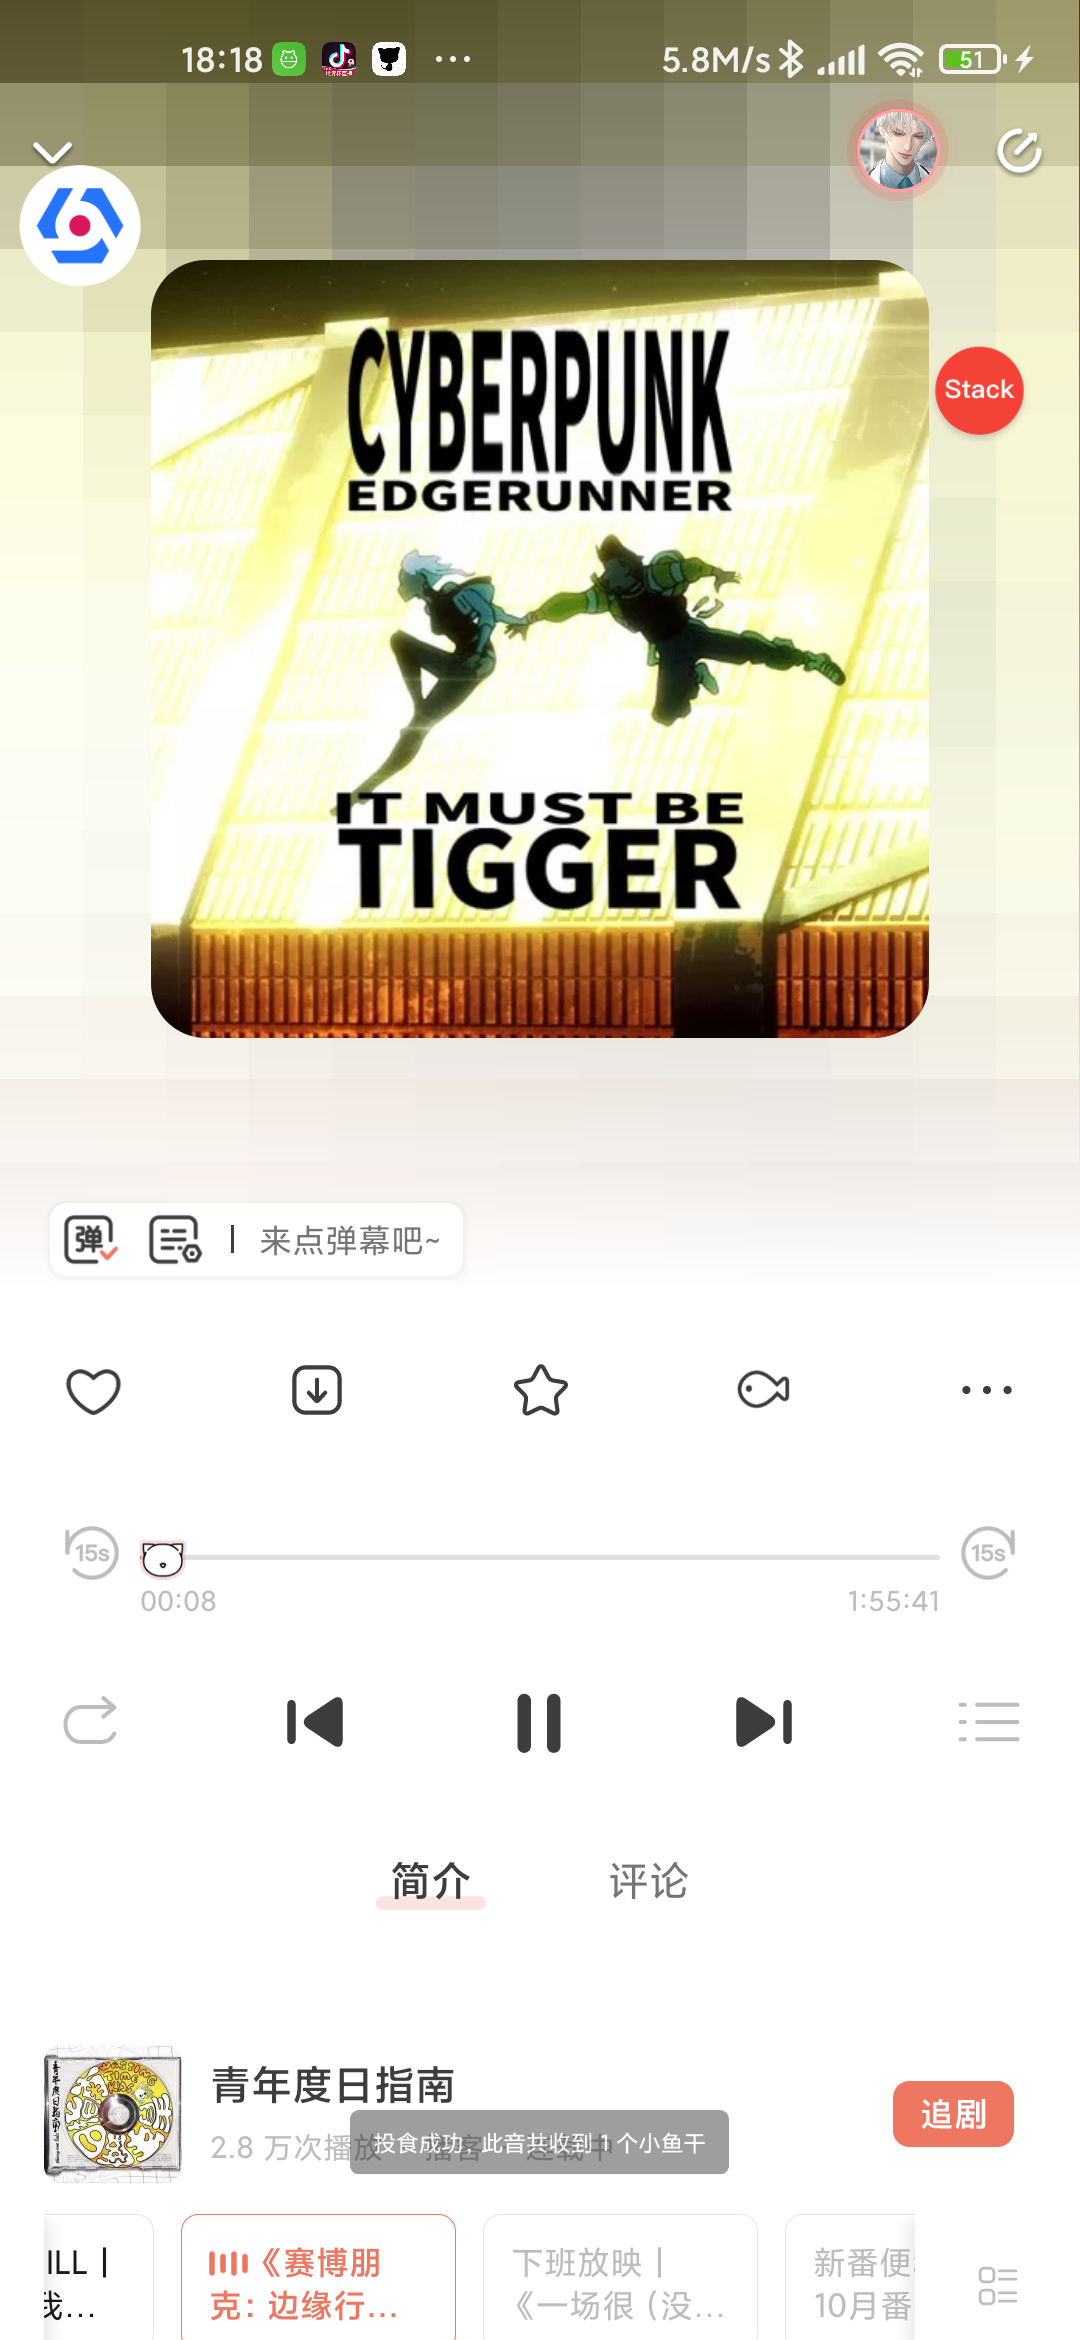 18:18
5.8M/s
51
CYBERPUNK
EDGERUNNER
Stack
IT MUST BE
TIGGER
弹
来点弹幕吧~
15s
15s
00:08
1:55:41
简介
评论
青年度日指南
2.8 万次播放
追剧
投食成功，此音共收到 1 个小鱼干
ILL |
我...
《赛博朋
克：边缘行...
下班放映 |
《一场很（没...
新番便
10月番